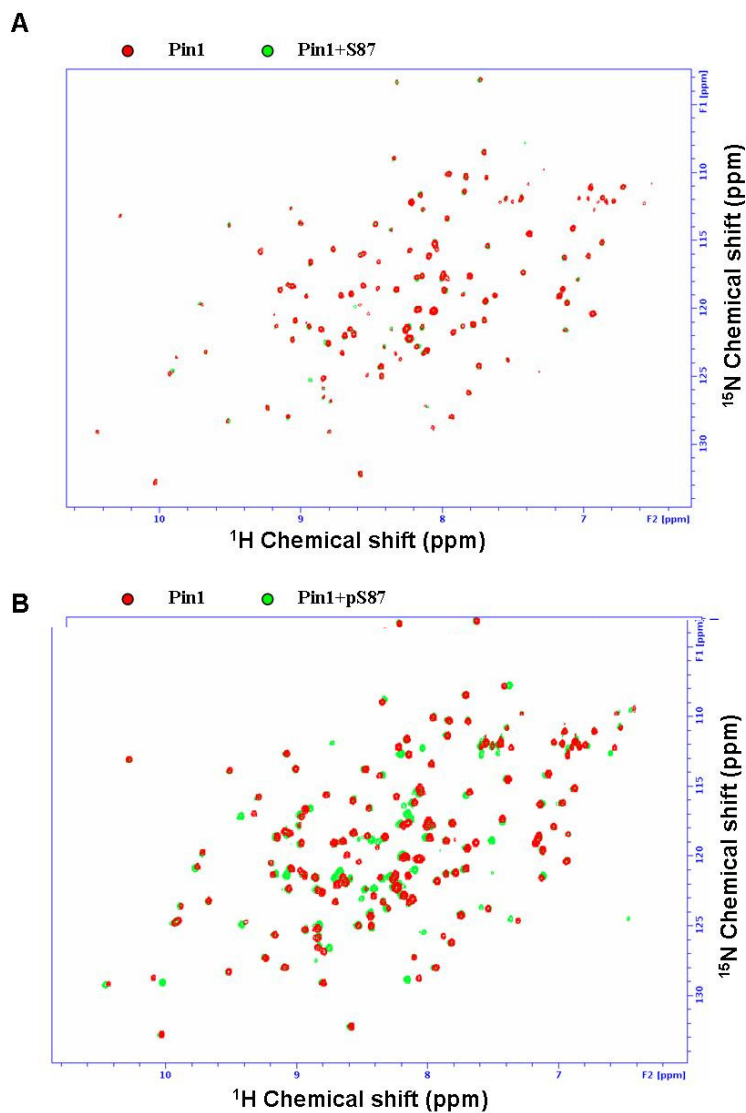 A
Pin1 Pin1+S87
F1 [ppm]
110
115
120
125
130
¹⁵N Chemical shift (ppm)
10 9 8 7 F2 [ppm]
¹H Chemical shift (ppm)
B
Pin1 Pin1+pS87
F1 [ppm]
110
115
120
125
130
¹⁵N Chemical shift (ppm)
10 9 8 7 F2 [ppm]
¹H Chemical shift (ppm)